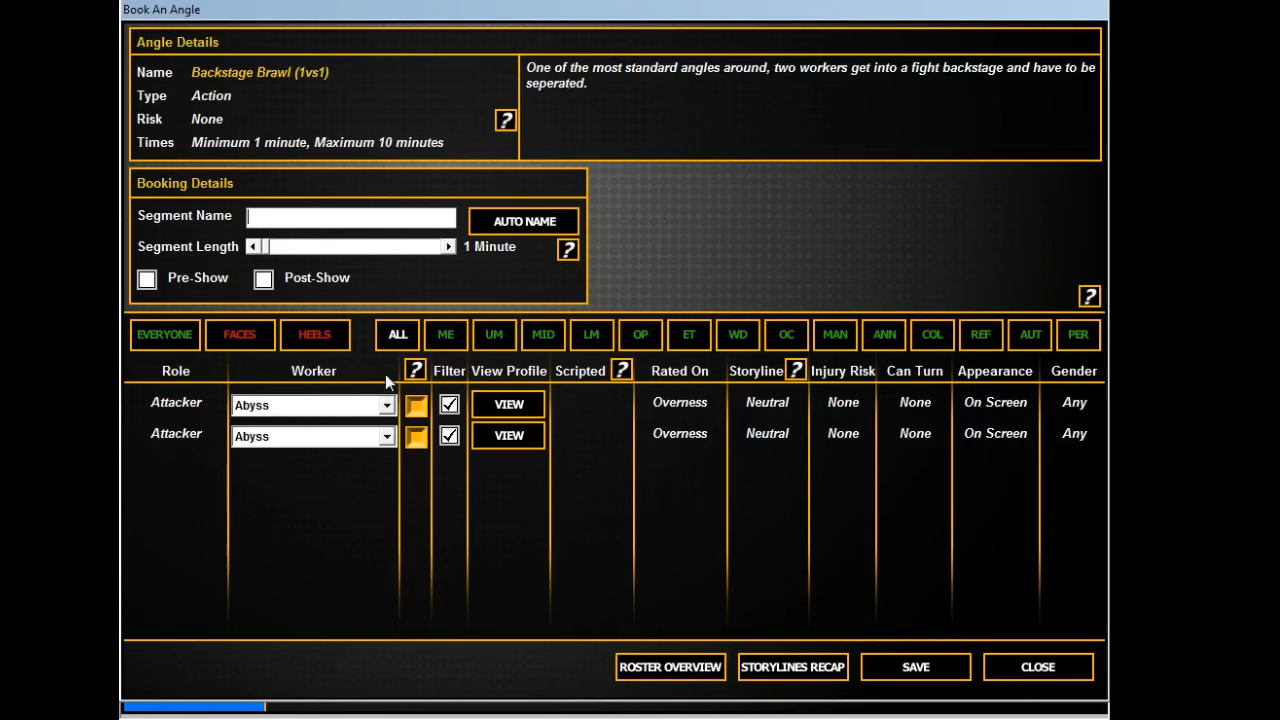 Book An Angle
Angle Details
Name Backstage Brawl (1vs1)
Type Action
Risk None
?
Times Minimum 1 minute, Maximum 10 minutes
One of the most standard angles around, two workers get into a fight backstage and have to be
seperated.
Booking Details
Segment Name AUTO NAME
Segment Length 1 Minute ?
Pre-Show Post-Show
?
EVERYONE FACES HEELS ALL ME UM MID LM OP ET WD OC MAN ANN COL REF AUT PER
Role Worker ? Filter View Profile Scripted ? Rated On Storyline ? Injury Risk Can Turn Appearance Gender
Attacker Abyss VIEW Overness Neutral None None On Screen Any
Attacker Abyss VIEW Overness Neutral None None On Screen Any
ROSTER OVERVIEW STORYLINES RECAP SAVE CLOSE